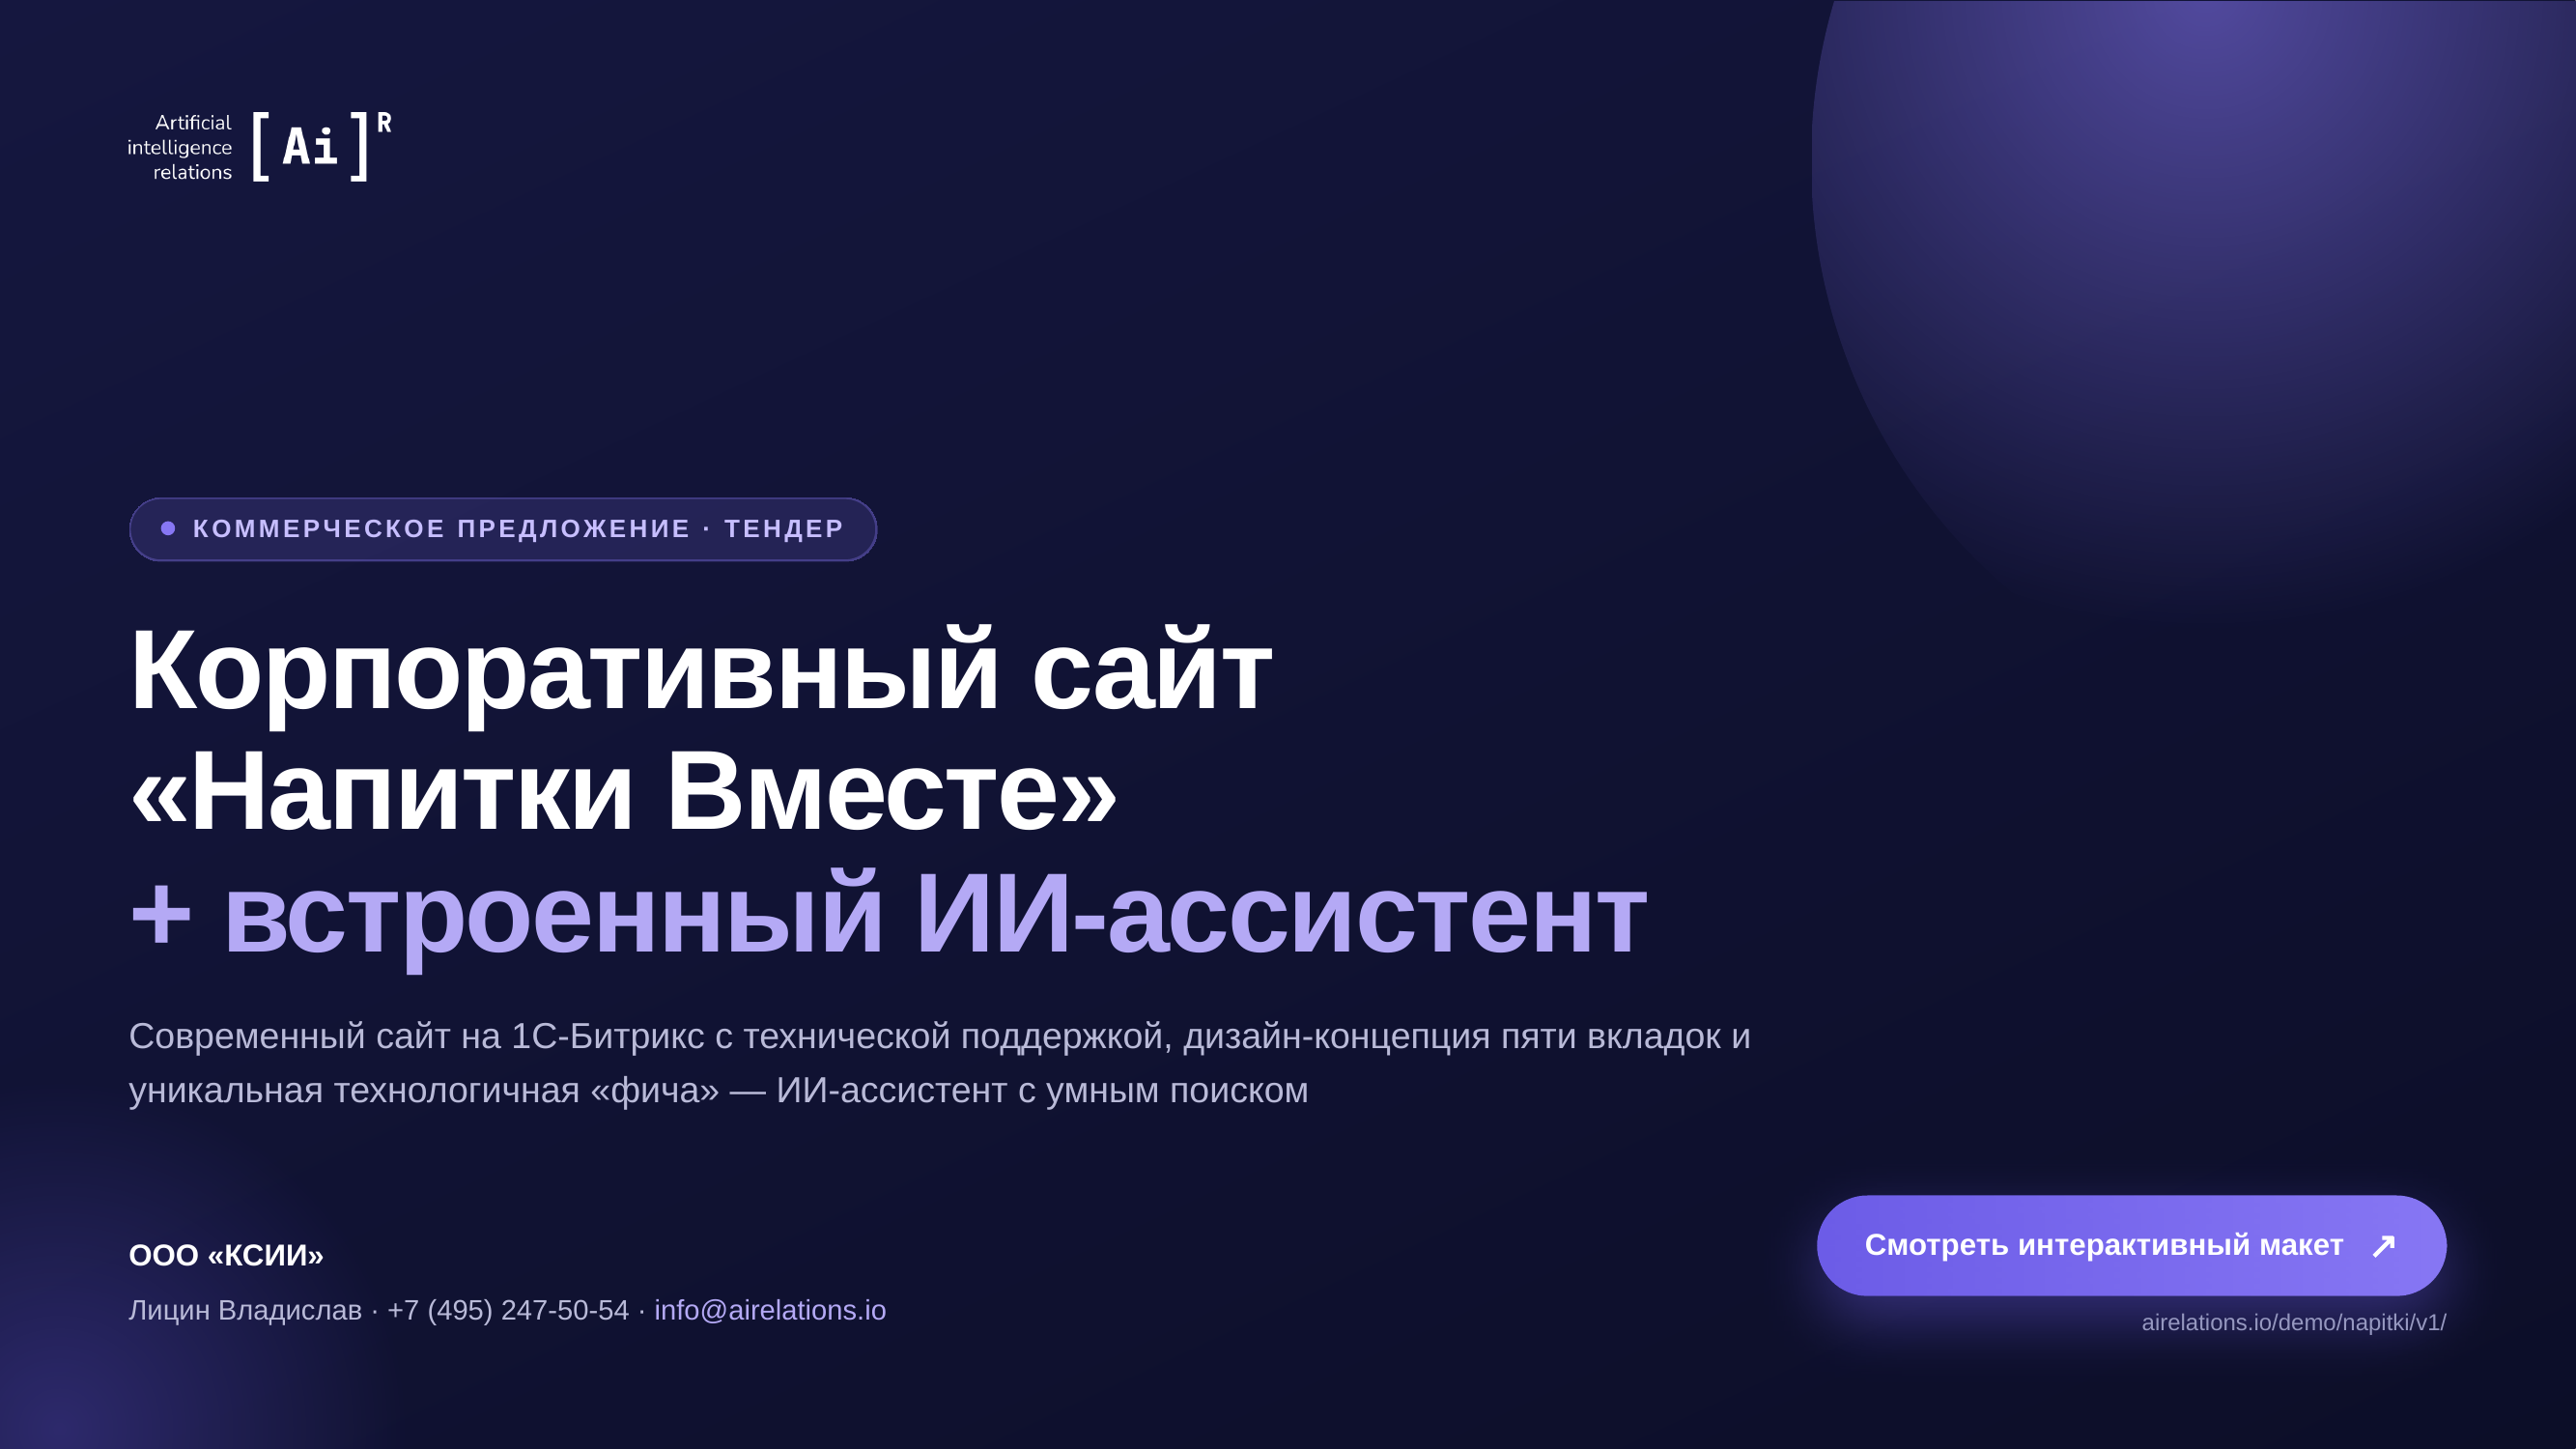 Artificial
intelligence
relations
[Ai]R
КОММЕРЧЕСКОЕ ПРЕДЛОЖЕНИЕ · ТЕНДЕР
Корпоративный сайт
«Напитки Вместе»
+ встроенный ИИ-ассистент
Современный сайт на 1С-Битрикс с технической поддержкой, дизайн-концепция пяти вкладок и
уникальная технологичная «фича» — ИИ-ассистент с умным поиском
ООО «КСИИ»
Лицин Владислав · +7 (495) 247-50-54 · info@airelations.io
Смотреть интерактивный макет ↗
airelations.io/demo/napitki/v1/